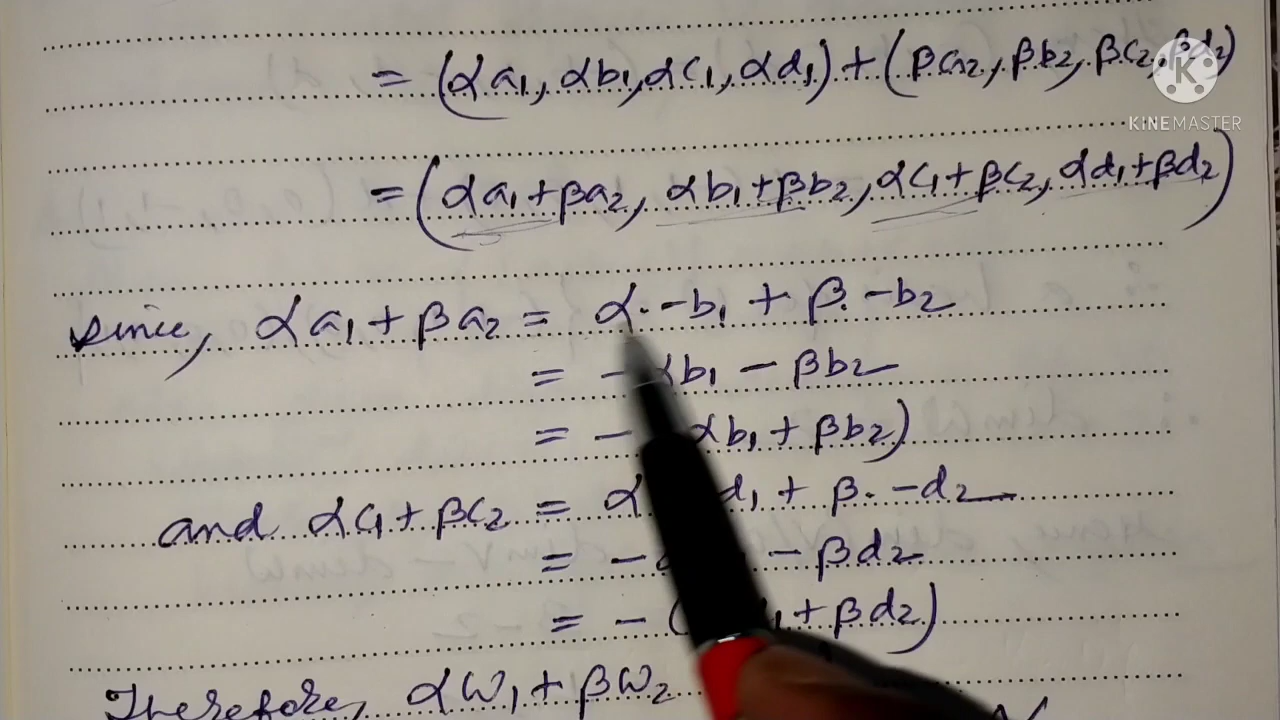 = (αa₁, αb₁, αc₁, αd₁) + (βa₂, βb₂, βc₂, βd₂)
KINEMASTER
= (αa₁+βa₂, αb₁+βb₂, αc₁+βc₂, αd₁+βd₂)
since, αa₁+βa₂ = α.-b₁ + β.-b₂
= -αb₁ - βb₂
= - αb₁+βb₂)
and αc₁+βc₂ = α d₁ + β.-d₂
= - - βd₂
= -( + βd₂)
Therefore, αw₁+βw₂